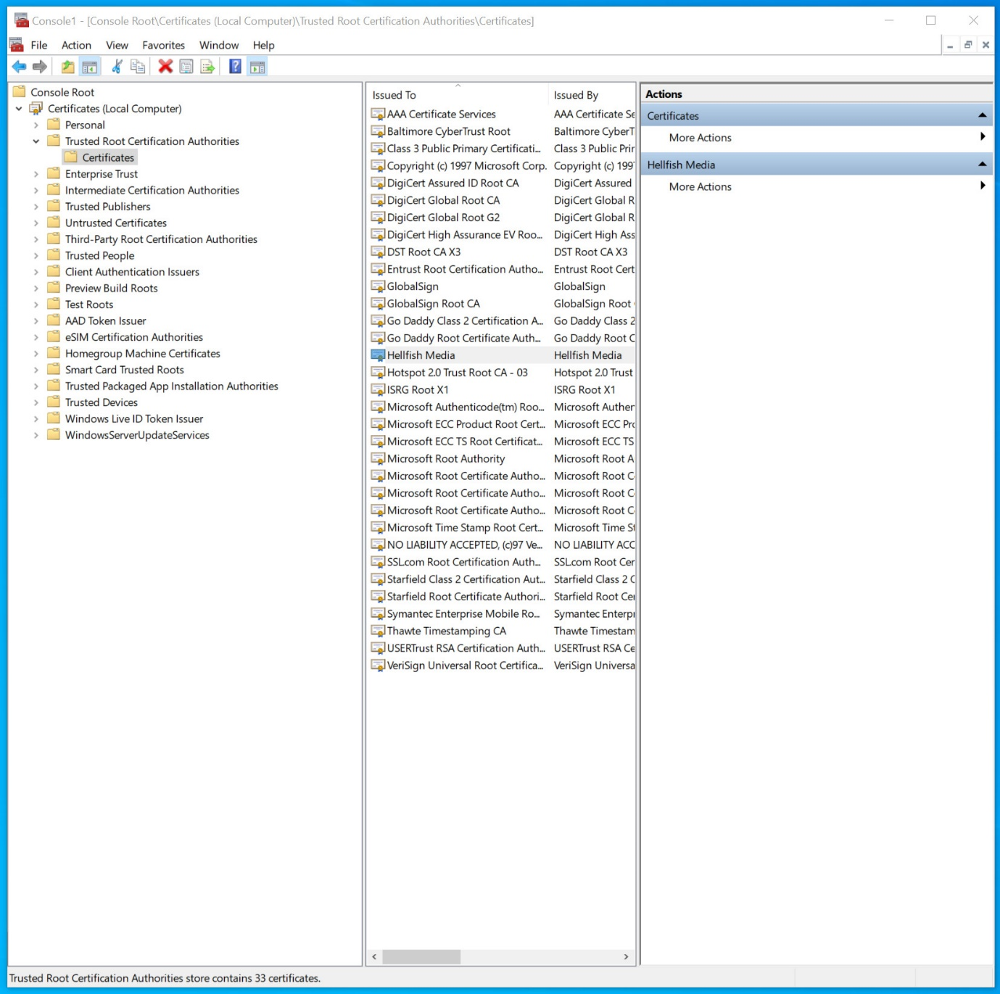 Console1 - [Console Root\Certificates (Local Computer)\Trusted Root Certification Authorities\Certificates]
File Action View Favorites Window Help
Console Root
Certificates (Local Computer)
Personal
Trusted Root Certification Authorities
Certificates
Enterprise Trust
Intermediate Certification Authorities
Trusted Publishers
Untrusted Certificates
Third-Party Root Certification Authorities
Trusted People
Client Authentication Issuers
Preview Build Roots
Test Roots
AAD Token Issuer
eSIM Certification Authorities
Homegroup Machine Certificates
Smart Card Trusted Roots
Trusted Packaged App Installation Authorities
Trusted Devices
Windows Live ID Token Issuer
WindowsServerUpdateServices
Issued To Issued By
AAA Certificate Services AAA Certificate Se
Baltimore CyberTrust Root Baltimore CyberT
Class 3 Public Primary Certificati... Class 3 Public Prir
Copyright (c) 1997 Microsoft Corp. Copyright (c) 199
DigiCert Assured ID Root CA DigiCert Assured
DigiCert Global Root CA DigiCert Global R
DigiCert Global Root G2 DigiCert Global R
DigiCert High Assurance EV Roo... DigiCert High Ass
DST Root CA X3 DST Root CA X3
Entrust Root Certification Autho... Entrust Root Cert
GlobalSign GlobalSign
GlobalSign Root CA GlobalSign Root
Go Daddy Class 2 Certification A... Go Daddy Class 2
Go Daddy Root Certificate Auth... Go Daddy Root C
Hellfish Media Hellfish Media
Hotspot 2.0 Trust Root CA - 03 Hotspot 2.0 Trust
ISRG Root X1 ISRG Root X1
Microsoft Authenticode(tm) Roo... Microsoft Auther
Microsoft ECC Product Root Cert... Microsoft ECC Pro
Microsoft ECC TS Root Certificat... Microsoft ECC TS
Microsoft Root Authority Microsoft Root A
Microsoft Root Certificate Autho... Microsoft Root C
Microsoft Root Certificate Autho... Microsoft Root C
Microsoft Root Certificate Autho... Microsoft Root C
Microsoft Time Stamp Root Cert... Microsoft Time St
NO LIABILITY ACCEPTED, (c)97 Ve... NO LIABILITY ACC
SSL.com Root Certification Auth... SSL.com Root Cer
Starfield Class 2 Certification Aut... Starfield Class 2 C
Starfield Root Certificate Authori... Starfield Root Cer
Symantec Enterprise Mobile Ro... Symantec Enterpr
Thawte Timestamping CA Thawte Timestam
USERTrust RSA Certification Auth... USERTrust RSA Ce
VeriSign Universal Root Certifica... VeriSign Universa
Actions
Certificates
More Actions
Hellfish Media
More Actions
Trusted Root Certification Authorities store contains 33 certificates.